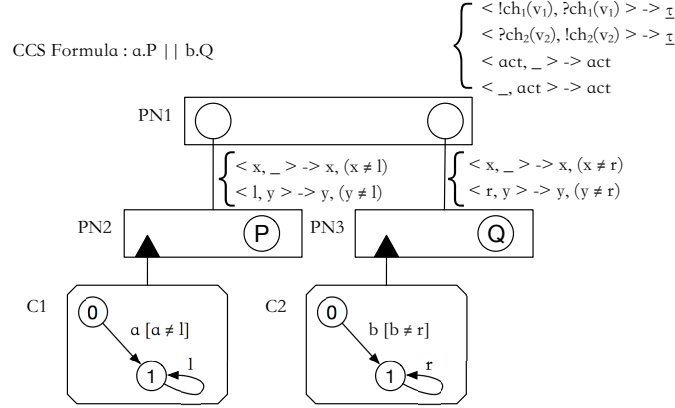 < !ch₁(v₁), ?ch₁(v₁) > -> τ
< ?ch₂(v₂), !ch₂(v₂) > -> τ
CCS Formula : a.P || b.Q
< act, _ > -> act
< _, act > -> act
PN1
< x, _ > -> x, (x ≠ l)
< l, y > -> y, (y ≠ l)
< x, _ > -> x, (x ≠ r)
< r, y > -> y, (y ≠ r)
PN2
P
PN3
Q
C1
0
a [a ≠ l]
1
l
C2
0
b [b ≠ r]
1
r